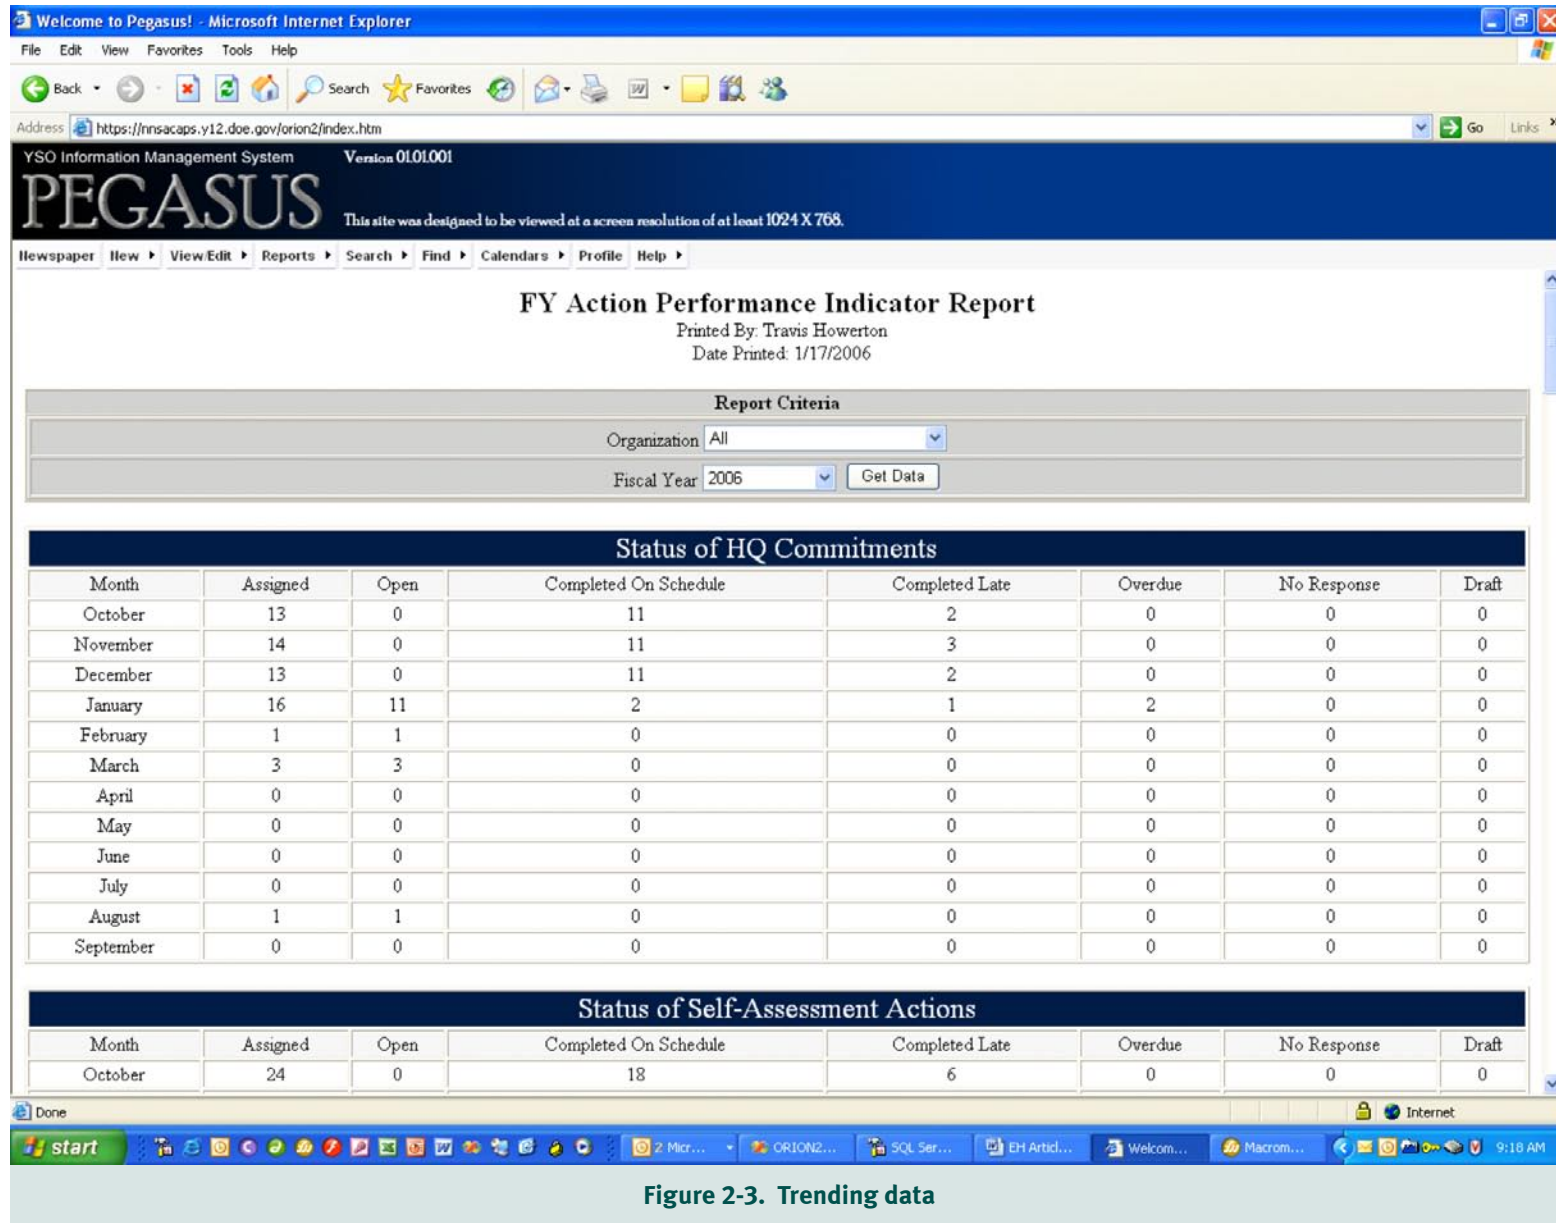 Welcome to Pegasus! - Microsoft Internet Explorer
File Edit View Favorites Tools Help
Back Search Favorites
Address https://nnsacaps.y12.doe.gov/orion2/index.htm Go Links
YSO Information Management System Version 01.01.001
PEGASUS
This site was designed to be viewed at a screen resolution of at least 1024 X 768.
Newspaper New View/Edit Reports Search Find Calendars Profile Help
FY Action Performance Indicator Report
Printed By: Travis Howerton
Date Printed: 1/17/2006
Report Criteria
Organization All
Fiscal Year 2006 Get Data
Status of HQ Commitments
Month Assigned Open Completed On Schedule Completed Late Overdue No Response Draft
October 13 0 11 2 0 0 0
November 14 0 11 3 0 0 0
December 13 0 11 2 0 0 0
January 16 11 2 1 2 0 0
February 1 1 0 0 0 0 0
March 3 3 0 0 0 0 0
April 0 0 0 0 0 0 0
May 0 0 0 0 0 0 0
June 0 0 0 0 0 0 0
July 0 0 0 0 0 0 0
August 1 1 0 0 0 0 0
September 0 0 0 0 0 0 0
Status of Self-Assessment Actions
Month Assigned Open Completed On Schedule Completed Late Overdue No Response Draft
October 24 0 18 6 0 0 0
Done Internet
start 2 Micr... ORION2... SQL Ser... EH Articl... Welcom... Macrom... 9:18 AM
Figure 2-3. Trending data